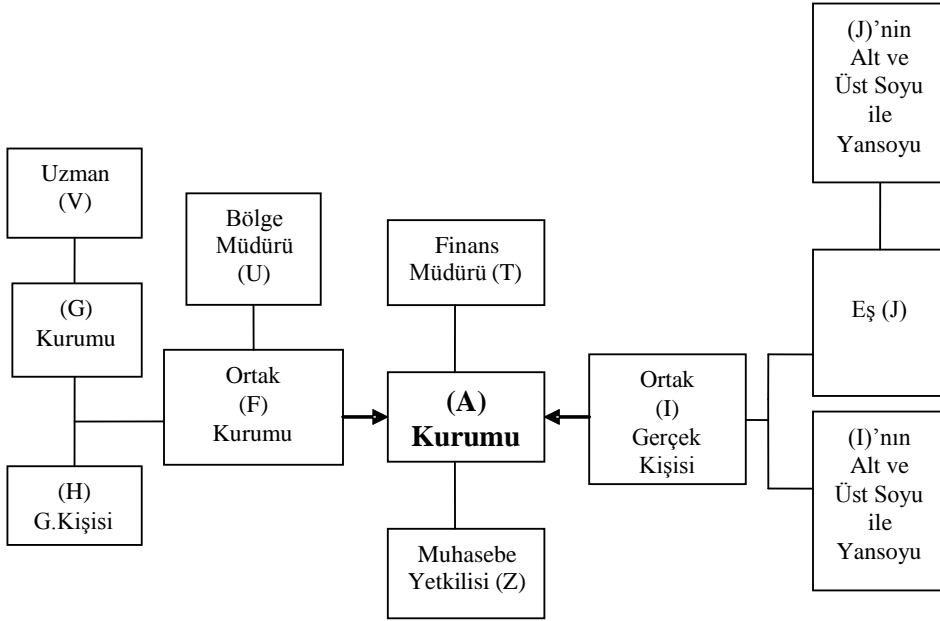 (J)’nin
Alt ve
Üst Soyu
ile
Yansoyu
Uzman
(V)
Bölge
Müdürü
(U)
Finans
Müdürü (T)
(G)
Kurumu
Eş (J)
Ortak
(F)
Kurumu
(A)
Kurumu
Ortak
(I)
Gerçek
Kişisi
(I)’nın
Alt ve
Üst Soyu
ile
Yansoyu
(H)
G.Kişisi
Muhasebe
Yetkilisi (Z)